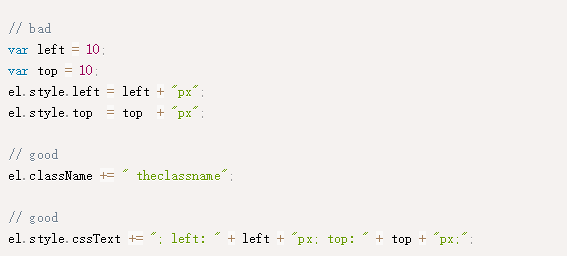 // bad
var left = 10;
var top = 10;
el.style.left = left + "px";
el.style.top  = top  + "px";
// good
el.className += " theclassname";
// good
el.style.cssText += "; left: " + left + "px; top: " + top + "px;";